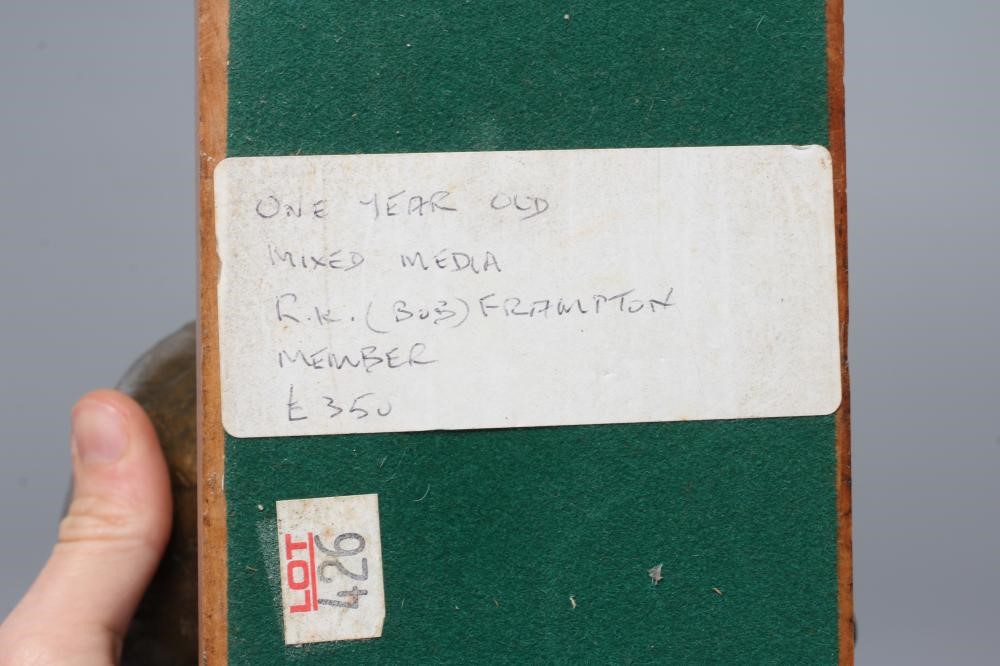 ONE YEAR OLD
MIXED MEDIA
R.K. (BOB) FRAMPTON
MEMBER
£350
LOT
426